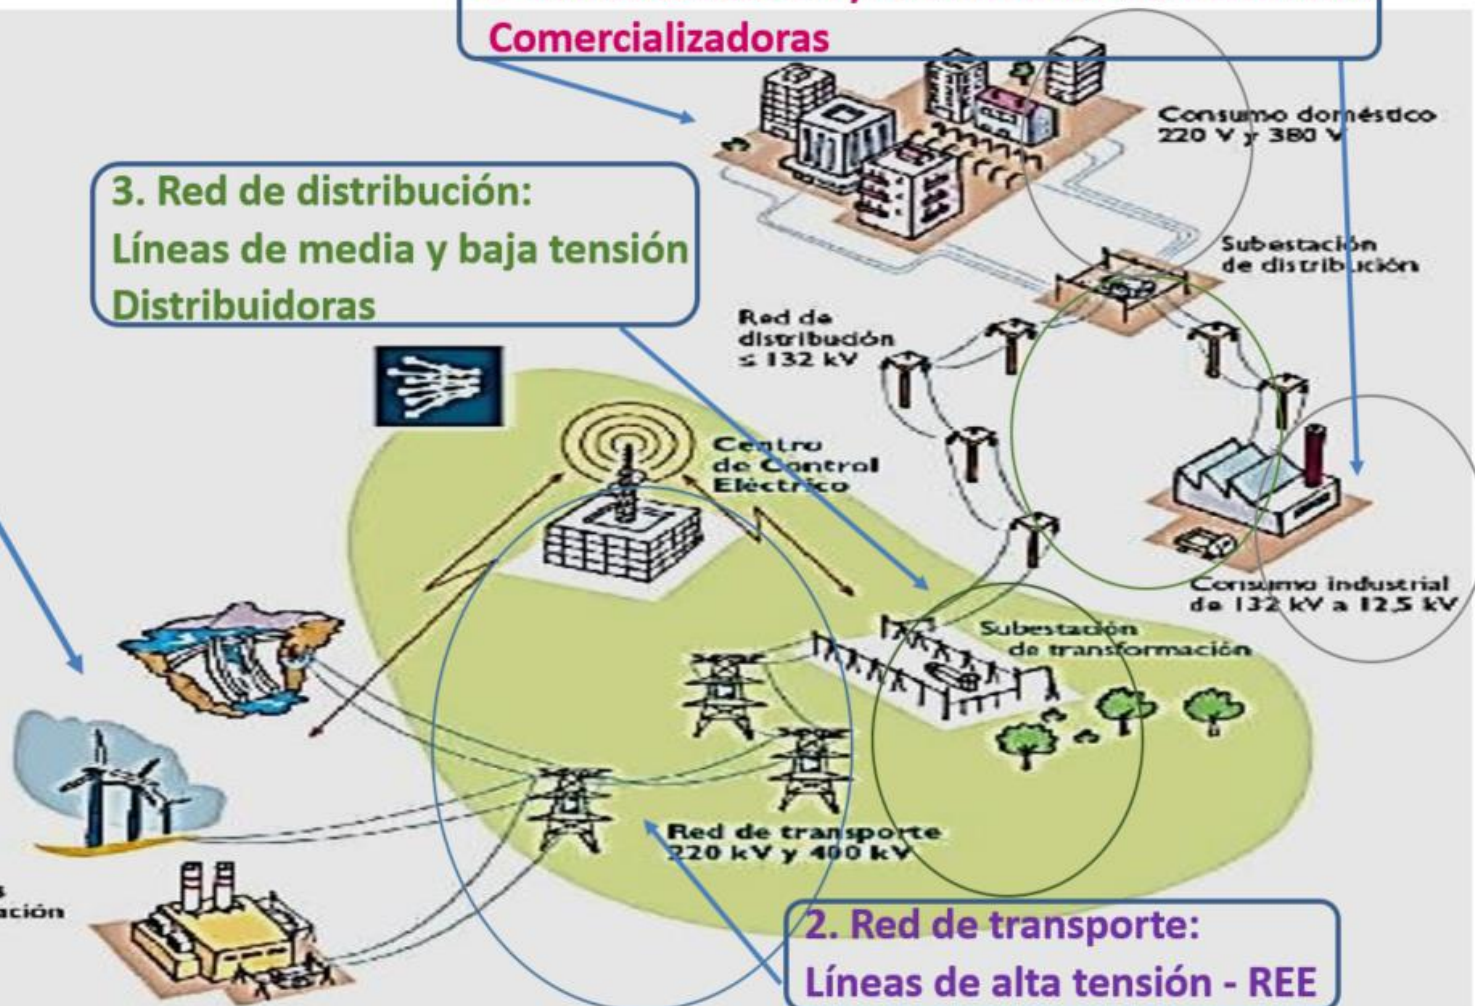 Comercializadoras
Consumo doméstico
220 V y 380 V
3. Red de distribución:
Líneas de media y baja tensión
Distribuidoras
Subestación
de distribución
Red de
distribución
≤ 132 kV
Centro
de Control
Eléctrico
Consumo industrial
de 132 kV a 12,5 kV
Subestación
de transformación
Red de transporte
220 kV y 400 kV
ación
2. Red de transporte:
Líneas de alta tensión - REE